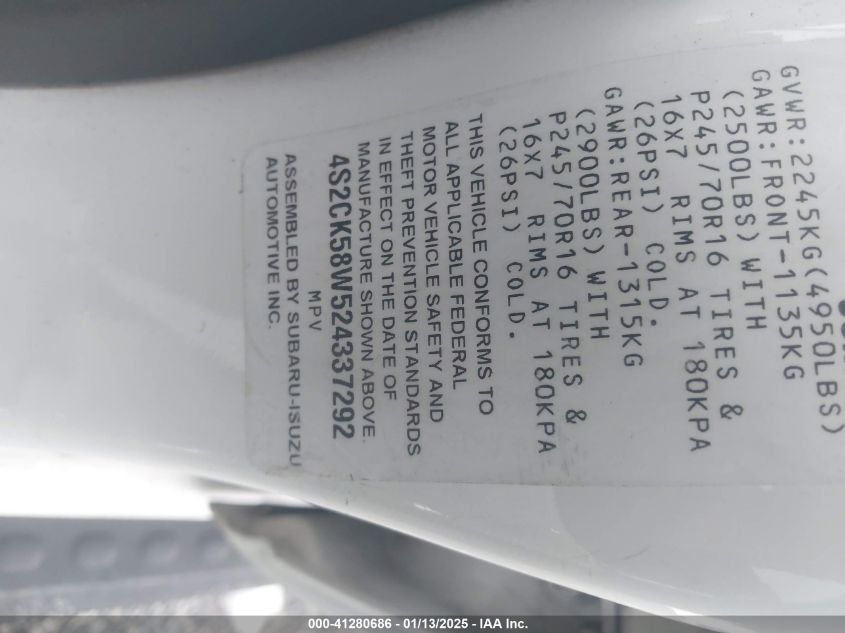 GVWR:2245KG(4950LBS)
GAWR:FRONT-1135KG
(2500LBS) WITH
P245/70R16 TIRES &
16X7 RIMS AT 180KPA
(26PSI) COLD.
GAWR:REAR-1315KG
(2900LBS) WITH
P245/70R16 TIRES &
16X7 RIMS AT 180KPA
(26PSI) COLD.
THIS VEHICLE CONFORMS TO
ALL APPLICABLE FEDERAL
MOTOR VEHICLE SAFETY AND
THEFT PREVENTION STANDARDS
IN EFFECT ON THE DATE OF
MANUFACTURE SHOWN ABOVE.
4S2CK58W524337292
MPV
ASSEMBLED BY SUBARU-ISUZU
AUTOMOTIVE INC.
000-41280686 - 01/13/2025 - IAA Inc.